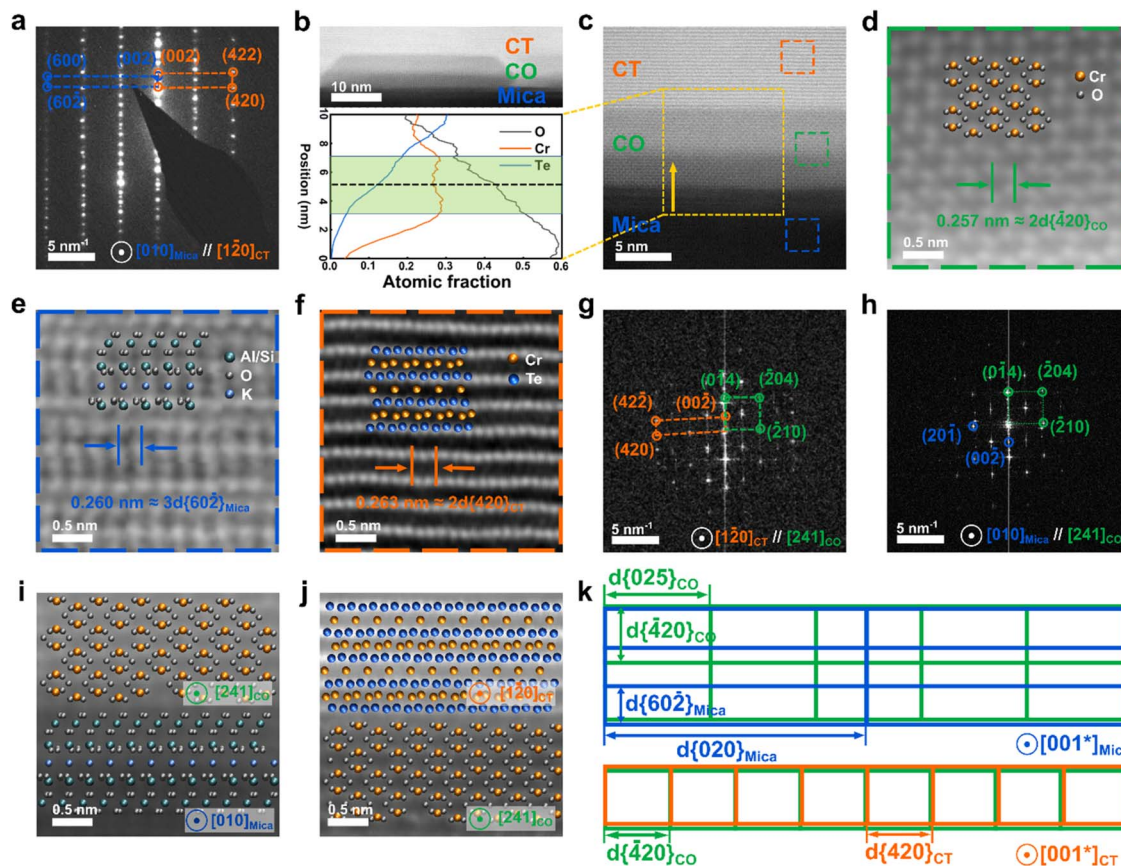 a
(600)
(002)
(002)
(422)
(602̄)
(420)
5 nm⁻¹
[010]Mica // [12̄0]CT
b
CT
CO
Mica
10 nm
Position (nm)
10
8
6
4
2
0
O
Cr
Te
0.0 0.1 0.2 0.3 0.4 0.5 0.6
Atomic fraction
c
CT
CO
Mica
5 nm
d
Cr
O
0.257 nm ≈ 2d{4̄20}CO
0.5 nm
e
Al/Si
O
K
0.260 nm ≈ 3d{602̄}Mica
0.5 nm
f
Cr
Te
0.263 nm ≈ 2d{420}CT
0.5 nm
g
(01̄4)
(2̄04)
(422̄)
(002̄)
(420)
(2̄10)
5 nm⁻¹
[12̄0]CT // [241]CO
h
(01̄4)
(2̄04)
(201̄)
(2̄10)
(002̄)
5 nm⁻¹
[010]Mica // [241]CO
i
[241]CO
0.5 nm
[010]Mica
j
[12̄0]CT
0.5 nm
[241]CO
k
d{025}CO
d{4̄20}CO
d{602̄}Mica
d{020}Mica
[001*]Mic
d{4̄20}CO
d{420}CT
[001*]CT